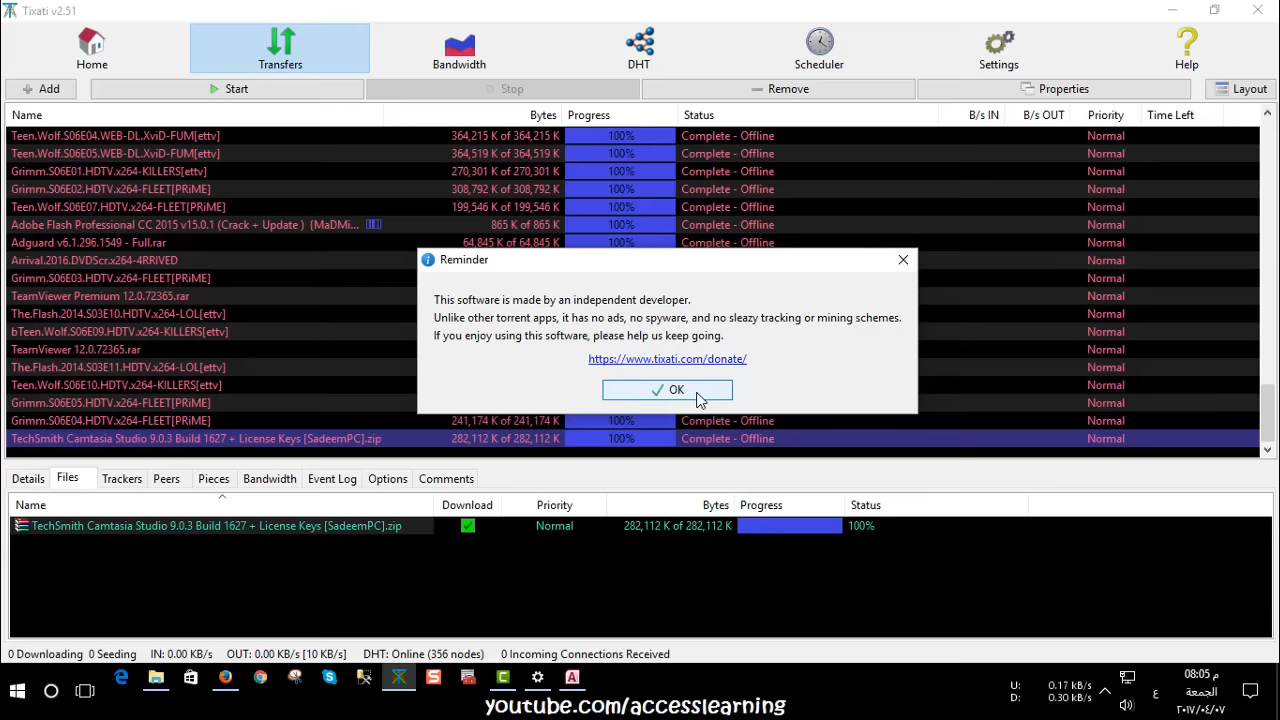 Tixati v2.51
Home
Transfers
Bandwidth
DHT
Scheduler
Settings
Help
Add
Start
Stop
Remove
Properties
Layout
Name Bytes Progress Status B/s IN B/s OUT Priority Time Left
Teen.Wolf.S06E04.WEB-DL.XviD-FUM[ettv] 364,215 K of 364,215 K 100% Complete - Offline Normal
Teen.Wolf.S06E05.WEB-DL.XviD-FUM[ettv] 364,519 K of 364,519 K 100% Complete - Offline Normal
Grimm.S06E01.HDTV.x264-KILLERS[ettv] 270,301 K of 270,301 K 100% Complete - Offline Normal
Grimm.S06E02.HDTV.x264-FLEET[PRiME] 308,792 K of 308,792 K 100% Complete - Offline Normal
Teen.Wolf.S06E07.HDTV.x264-FLEET[PRiME] 199,546 K of 199,546 K 100% Complete - Offline Normal
Adobe Flash Professional CC 2015 v15.0.1 (Crack + Update ) {MaDMi... 865 K of 865 K 100% Complete - Offline Normal
Adguard v6.1.296.1549 - Full.rar 64,845 K of 64,845 K 100% Complete - Offline Normal
Arrival.2016.DVDScr.x264-4RRIVED Normal
Grimm.S06E03.HDTV.x264-FLEET[PRiME] Normal
TeamViewer Premium 12.0.72365.rar Normal
The.Flash.2014.S03E10.HDTV.x264-LOL[ettv] Normal
bTeen.Wolf.S06E09.HDTV.x264-KILLERS[ettv] Normal
TeamViewer 12.0.72365.rar Normal
The.Flash.2014.S03E11.HDTV.x264-LOL[ettv] Normal
Teen.Wolf.S06E10.HDTV.x264-KILLERS[ettv] Normal
Grimm.S06E05.HDTV.x264-FLEET[PRiME] Normal
Grimm.S06E04.HDTV.x264-FLEET[PRiME] 241,174 K of 241,174 K 100% Complete - Offline Normal
TechSmith Camtasia Studio 9.0.3 Build 1627 + License Keys [SadeemPC].zip 282,112 K of 282,112 K 100% Complete - Offline Normal
Reminder
This software is made by an independent developer.
Unlike other torrent apps, it has no ads, no spyware, and no sleazy tracking or mining schemes.
If you enjoy using this software, please help us keep going.
https://www.tixati.com/donate/
OK
Details Files Trackers Peers Pieces Bandwidth Event Log Options Comments
Name Download Priority Bytes Progress Status
TechSmith Camtasia Studio 9.0.3 Build 1627 + License Keys [SadeemPC].zip Normal 282,112 K of 282,112 K 100%
0 Downloading 0 Seeding IN: 0.00 KB/s OUT: 0.00 KB/s [10 KB/s] DHT: Online (356 nodes) 0 Incoming Connections Received
U: 0.17 kB/s
D: 0.30 kB/s
ع
08:05 م
الجمعة
٢٠١٧/٠٤/٠٧
youtube.com/accesslearning